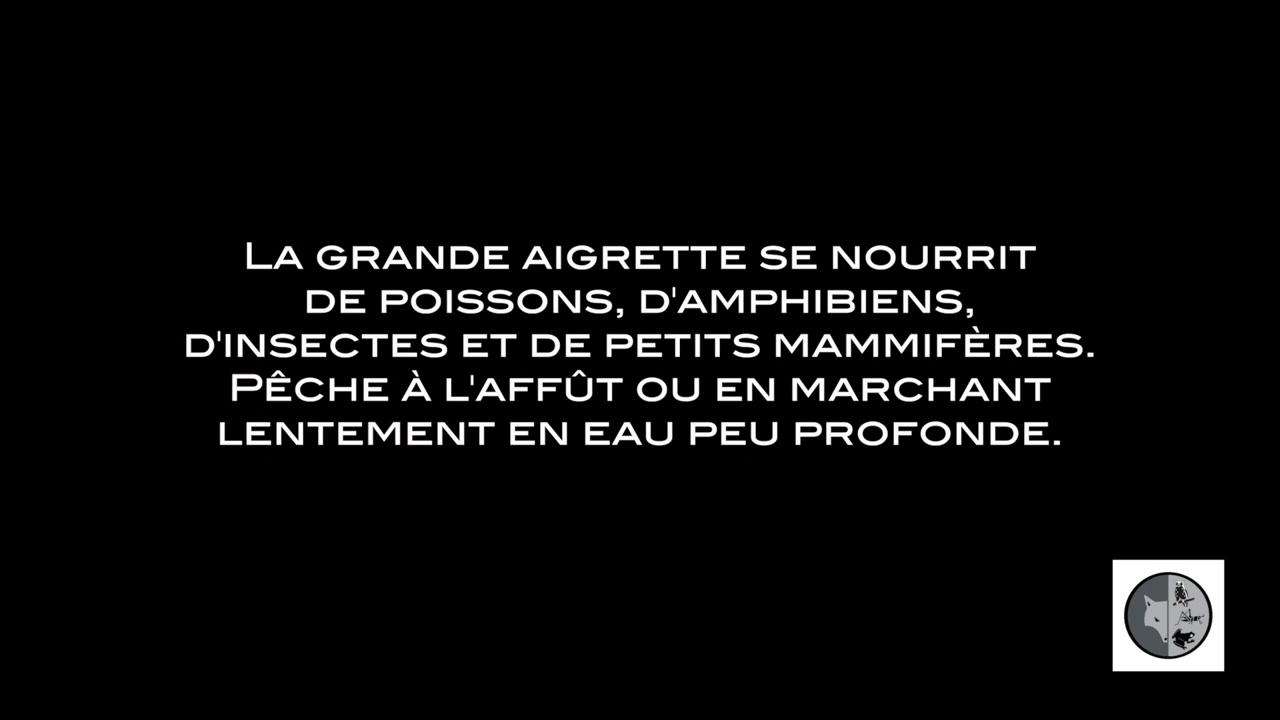 La grande aigrette se nourrit
de poissons, d'amphibiens,
d'insectes et de petits mammifères.
Pêche à l'affût ou en marchant
lentement en eau peu profonde.